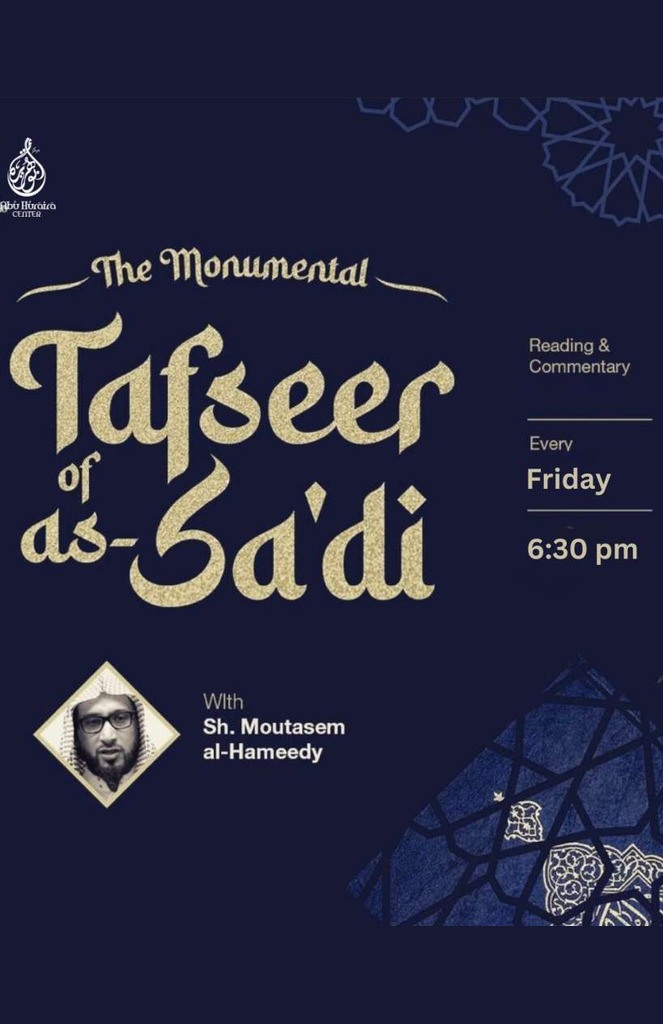 Abu Huraira
CENTER
The Monumental
Tafseer
of
as-Sa'di
Reading &
Commentary
Every
Friday
6:30 pm
WIth
Sh. Moutasem
al-Hameedy